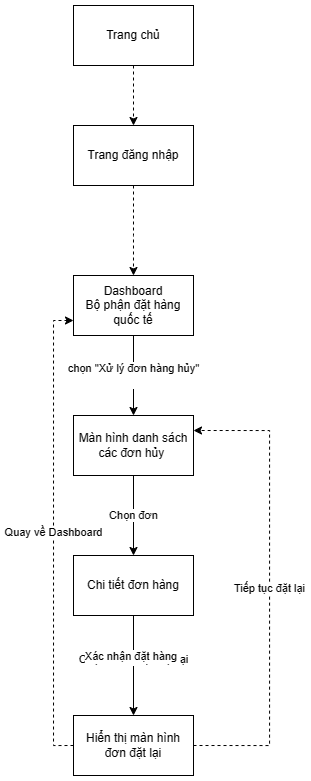 Trang chủ
Trang đăng nhập
Dashboard
Bộ phận đặt hàng
quốc tế
chọn "Xử lý đơn hàng hủy"
Màn hình danh sách
các đơn hủy
Chọn đơn
Quay về Dashboard
Chi tiết đơn hàng
Tiếp tục đặt lại
Xác nhận đặt hàng
Hiển thị màn hình
đơn đặt lại